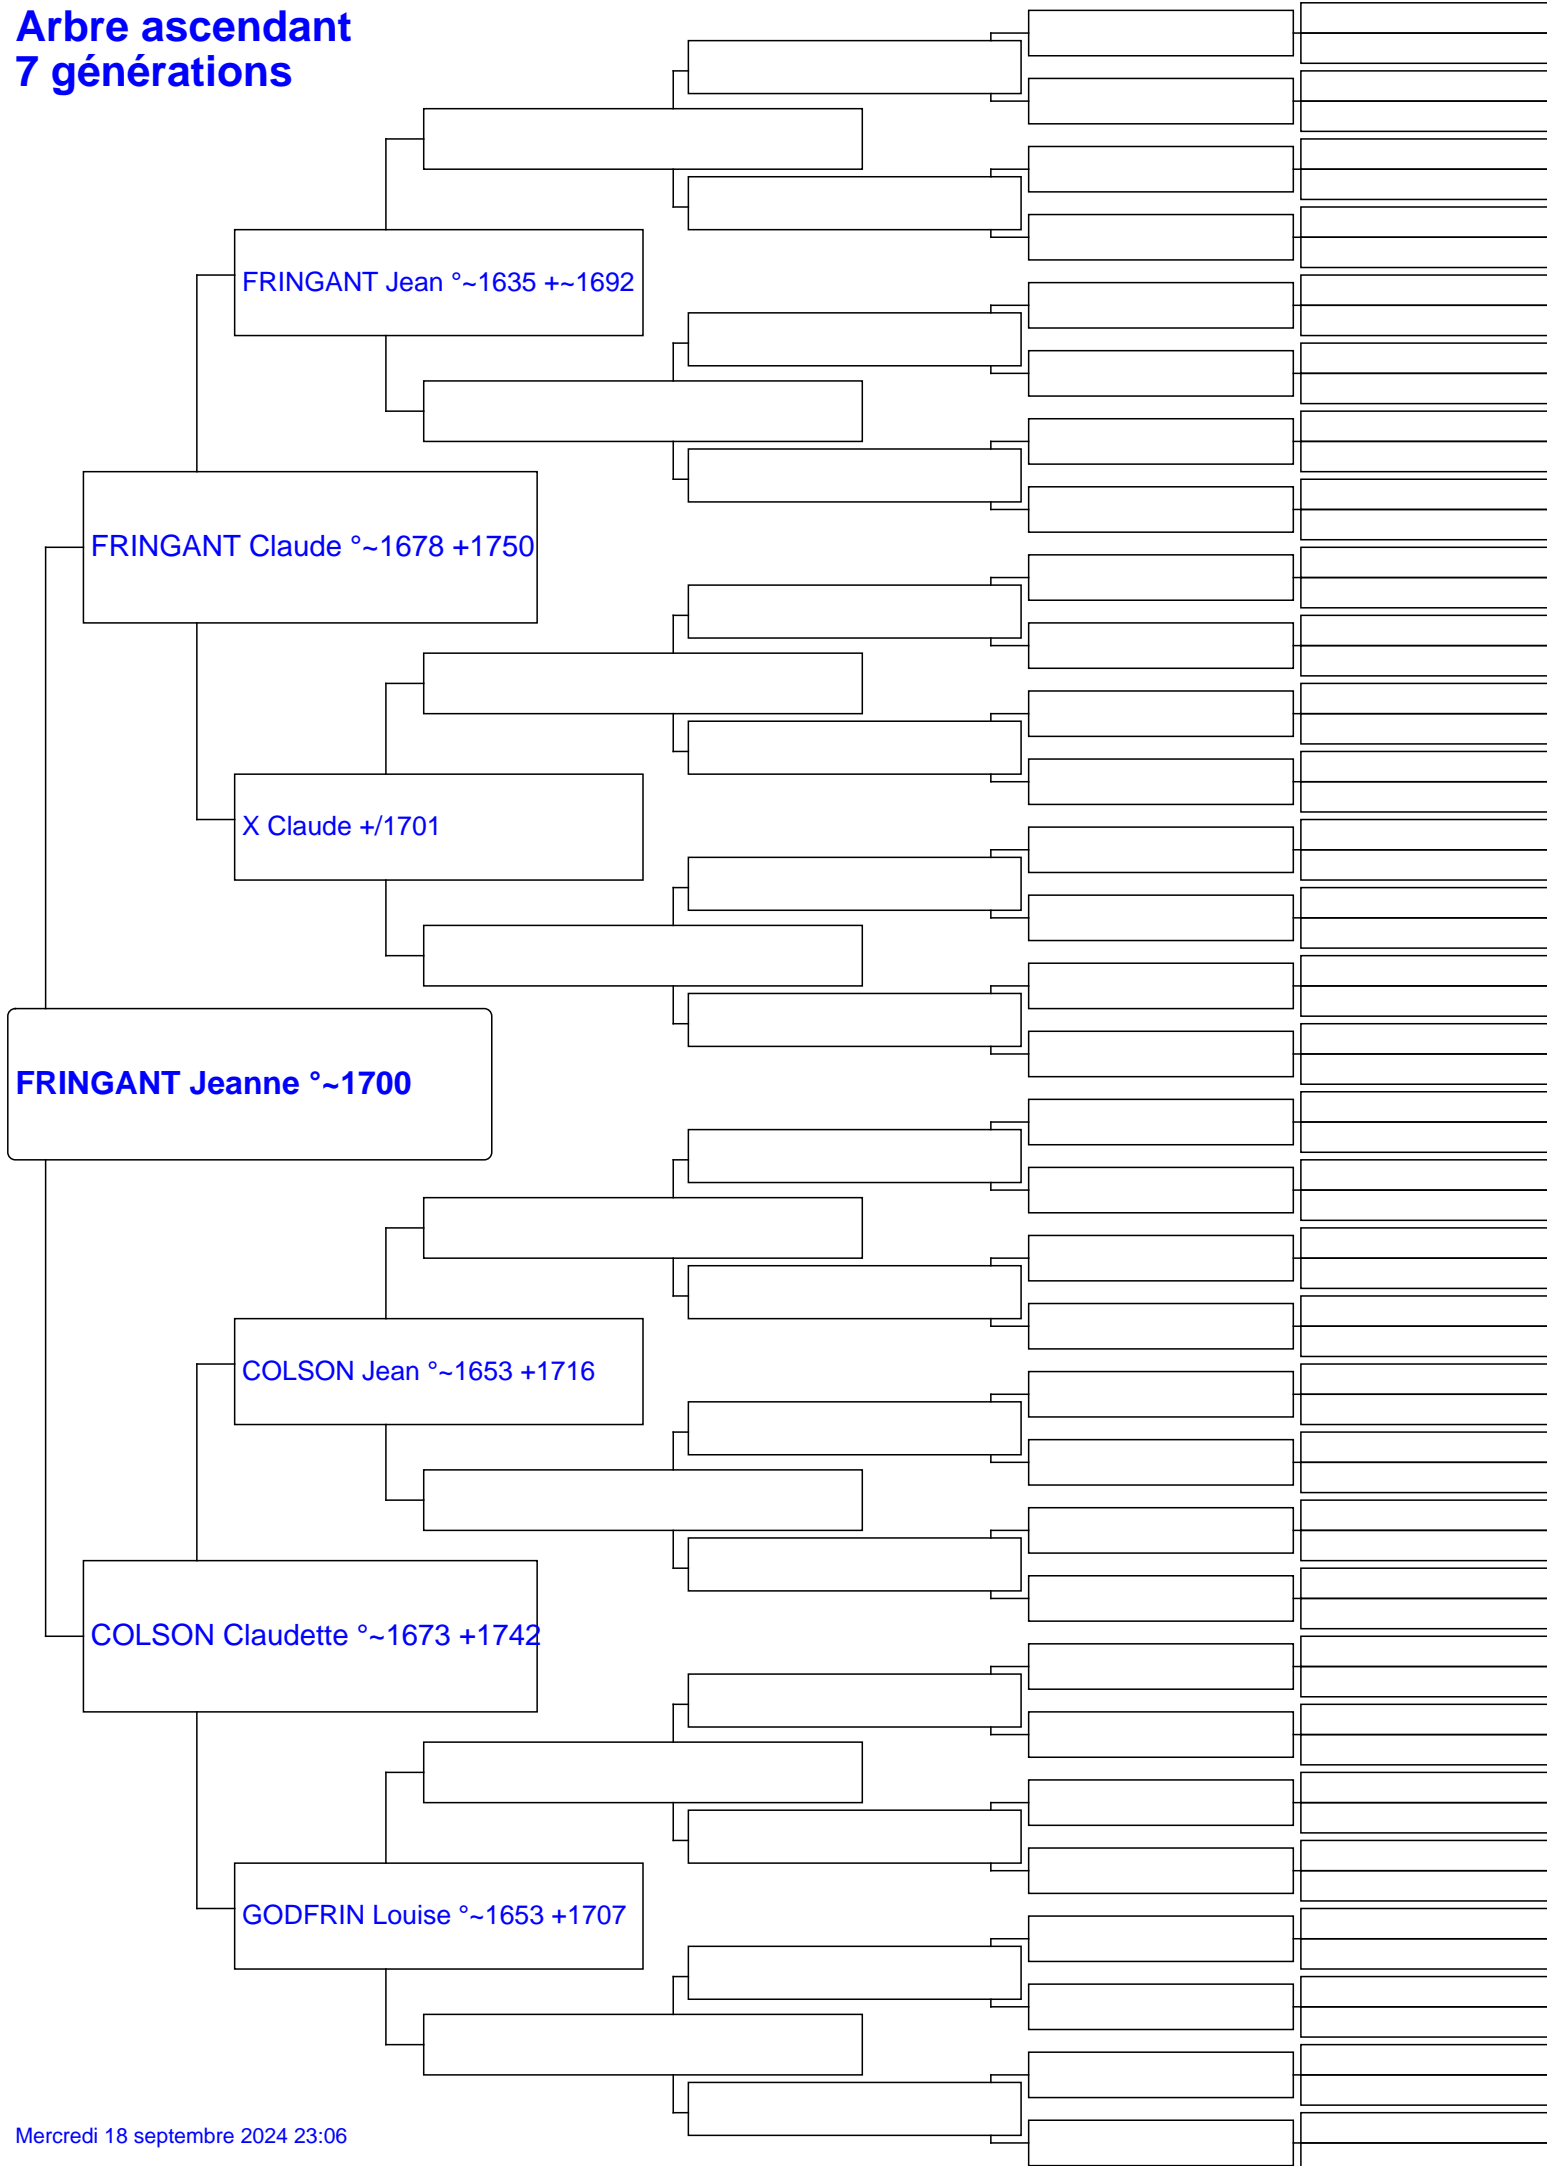 Arbre ascendant
7 générations
FRINGANT Jean °~1635 +~1692
FRINGANT Claude °~1678 +1750
X Claude +/1701
FRINGANT Jeanne °~1700
COLSON Jean °~1653 +1716
COLSON Claudette °~1673 +1742
GODFRIN Louise °~1653 +1707
Mercredi 18 septembre 2024 23:06